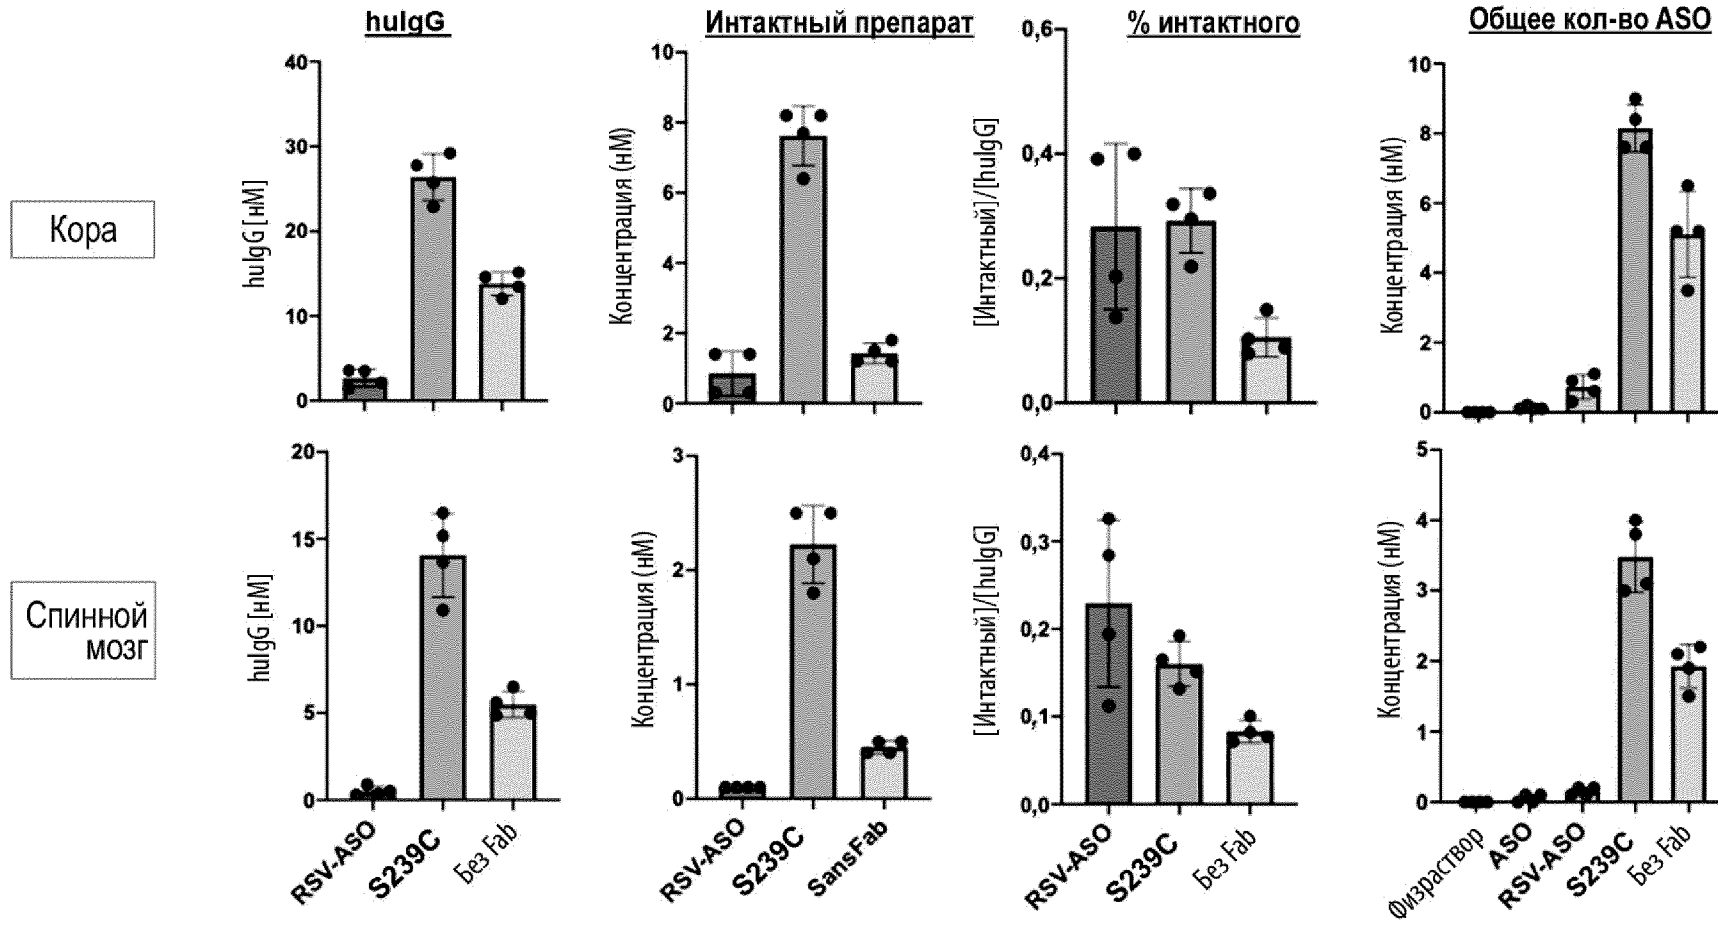 huIgG
Интактный препарат
% интактного
Общее кол-во ASO
Кора
huIgG [нМ]
40
30
20
10
0
Концентрация (нМ)
10
8
6
4
2
0
[Интактный]/[huIgG]
0,6
0,4
0,2
0,0
Концентрация (нМ)
10
8
6
4
2
0
Спинной
мозг
huIgG [нМ]
20
15
10
5
0
RSV-ASO
S239C
Без Fab
Концентрация (нМ)
3
2
1
0
RSV-ASO
S239C
SansFab
[Интактный]/[huIgG]
0,4
0,3
0,2
0,1
0,0
RSV-ASO
S239C
Без Fab
Концентрация (нМ)
5
4
3
2
1
0
Физраствор
ASO
RSV-ASO
S239C
Без Fab